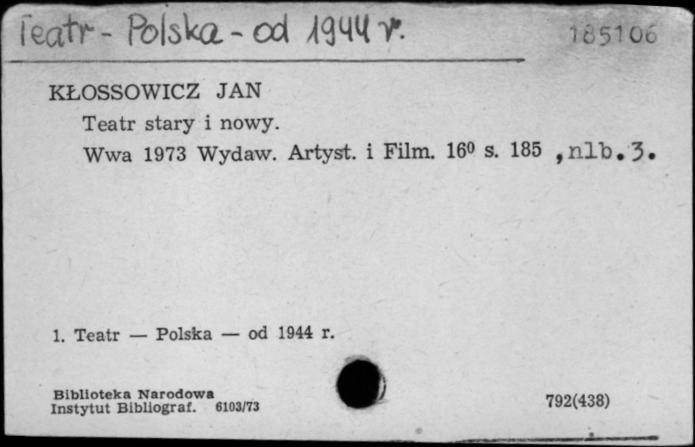 Teatr - Polska - od 1944 r. 185106
KŁOSSOWICZ JAN
Teatr stary i nowy.
Wwa 1973 Wydaw. Artyst. i Film. 16⁰ s. 185 , nlb. 3.
1. Teatr — Polska — od 1944 r.
Biblioteka Narodowa
Instytut Bibliograf. 6103/73 792(438)